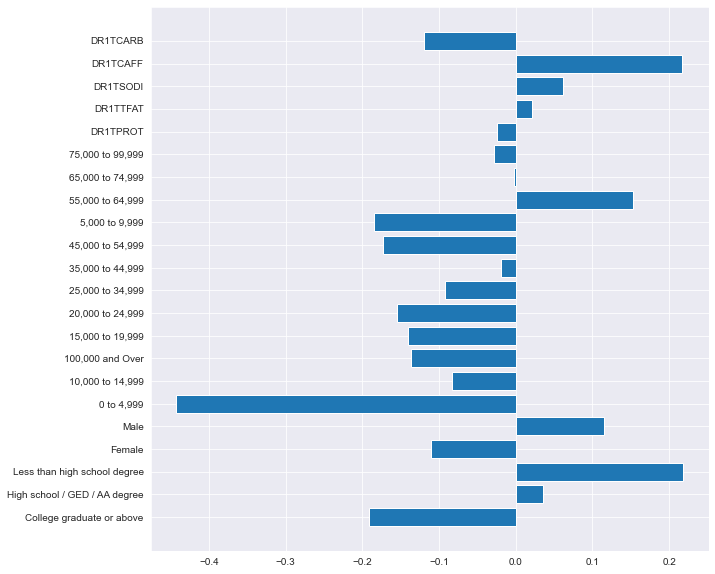 DR1TCARB
DR1TCAFF
DR1TSODI
DR1TTFAT
DR1TPROT
75,000 to 99,999
65,000 to 74,999
55,000 to 64,999
5,000 to 9,999
45,000 to 54,999
35,000 to 44,999
25,000 to 34,999
20,000 to 24,999
15,000 to 19,999
100,000 and Over
10,000 to 14,999
0 to 4,999
Male
Female
Less than high school degree
High school / GED / AA degree
College graduate or above
−0.4 −0.3 −0.2 −0.1 0.0 0.1 0.2